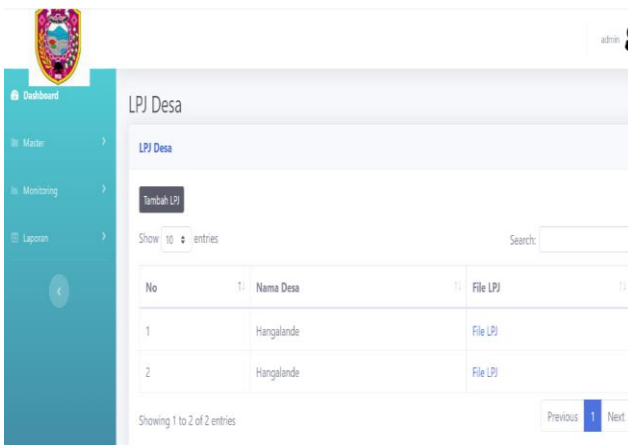 admin
Dashboard
Master
Monitoring
Laporan
LPJ Desa
LPJ Desa
Tambah LPJ
Show 10 entries
Search:
No Nama Desa File LPJ
1 Hangalande File LPJ
2 Hangalande File LPJ
Showing 1 to 2 of 2 entries
Previous 1 Next